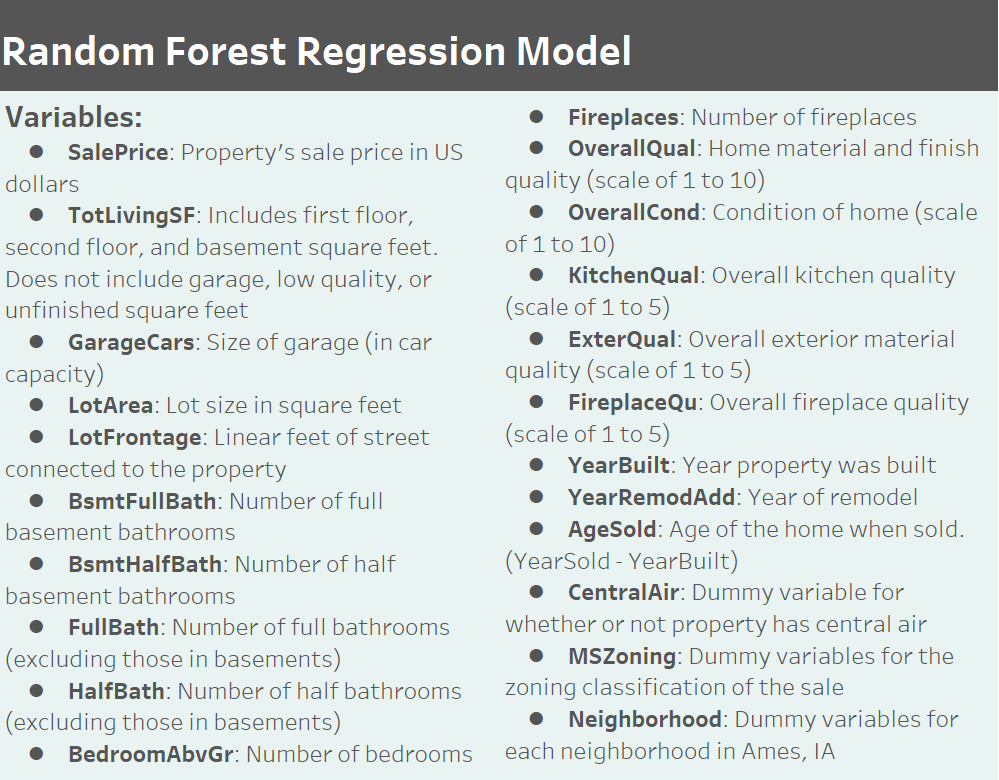 Random Forest Regression Model
Variables:
● SalePrice: Property's sale price in US
dollars
● TotLivingSF: Includes first floor,
second floor, and basement square feet.
Does not include garage, low quality, or
unfinished square feet
● GarageCars: Size of garage (in car
capacity)
● LotArea: Lot size in square feet
● LotFrontage: Linear feet of street
connected to the property
● BsmtFullBath: Number of full
basement bathrooms
● BsmtHalfBath: Number of half
basement bathrooms
● FullBath: Number of full bathrooms
(excluding those in basements)
● HalfBath: Number of half bathrooms
(excluding those in basements)
● BedroomAbvGr: Number of bedrooms
● Fireplaces: Number of fireplaces
● OverallQual: Home material and finish
quality (scale of 1 to 10)
● OverallCond: Condition of home (scale
of 1 to 10)
● KitchenQual: Overall kitchen quality
(scale of 1 to 5)
● ExterQual: Overall exterior material
quality (scale of 1 to 5)
● FireplaceQu: Overall fireplace quality
(scale of 1 to 5)
● YearBuilt: Year property was built
● YearRemodAdd: Year of remodel
● AgeSold: Age of the home when sold.
(YearSold - YearBuilt)
● CentralAir: Dummy variable for
whether or not property has central air
● MSZoning: Dummy variables for the
zoning classification of the sale
● Neighborhood: Dummy variables for
each neighborhood in Ames, IA